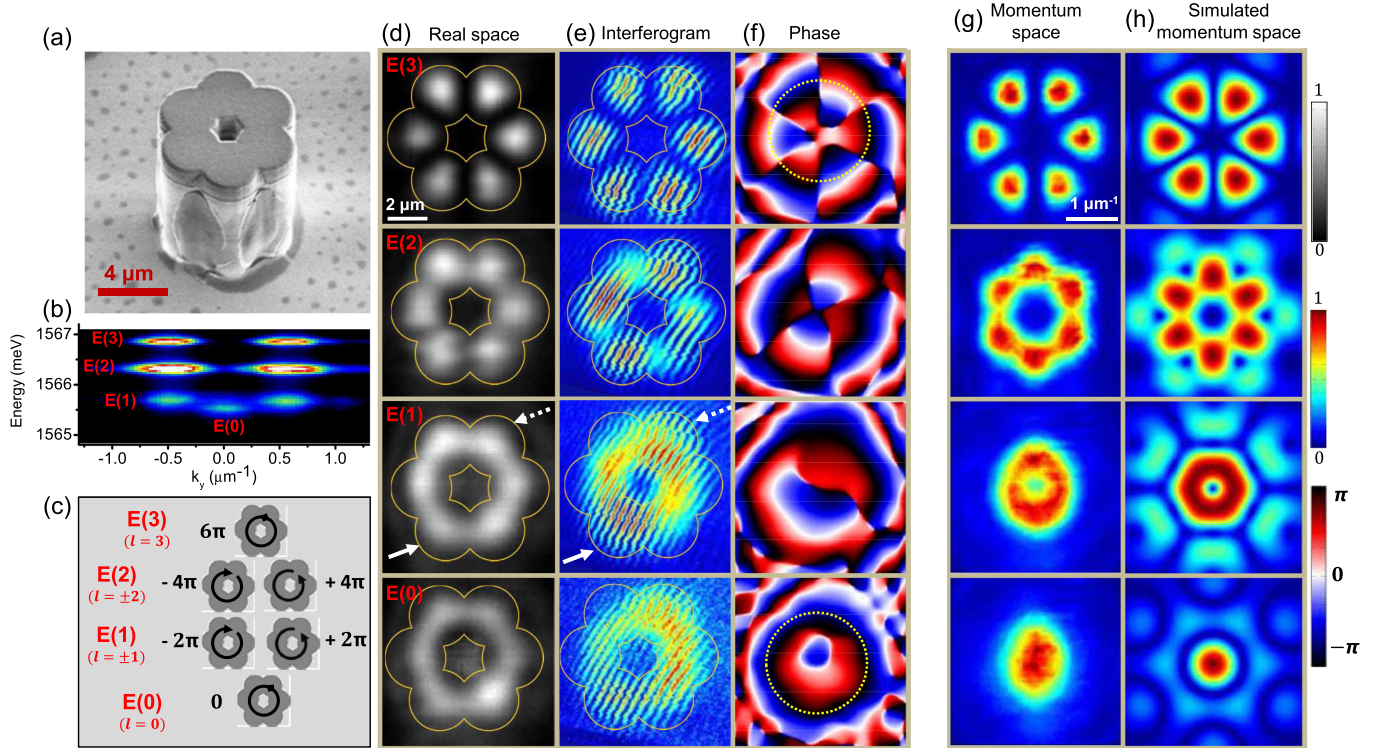 (a)
4 µm
(b)
Energy (meV)
1567
1566
1565
E(3)
E(2)
E(1)
E(0)
-1.0 -0.5 0.0 0.5 1.0
k_y (µm⁻¹)
(c)
E(3)
(l = 3)
6π
E(2)
(l = ±2)
- 4π
+ 4π
E(1)
(l = ±1)
- 2π
+ 2π
E(0)
(l = 0)
0
(d) Real space
(e) Interferogram
(f) Phase
E(3)
2 µm
E(2)
E(1)
E(0)
(g) Momentum
space
(h) Simulated
momentum space
1 µm⁻¹
1
0
1
0
π
0
−π